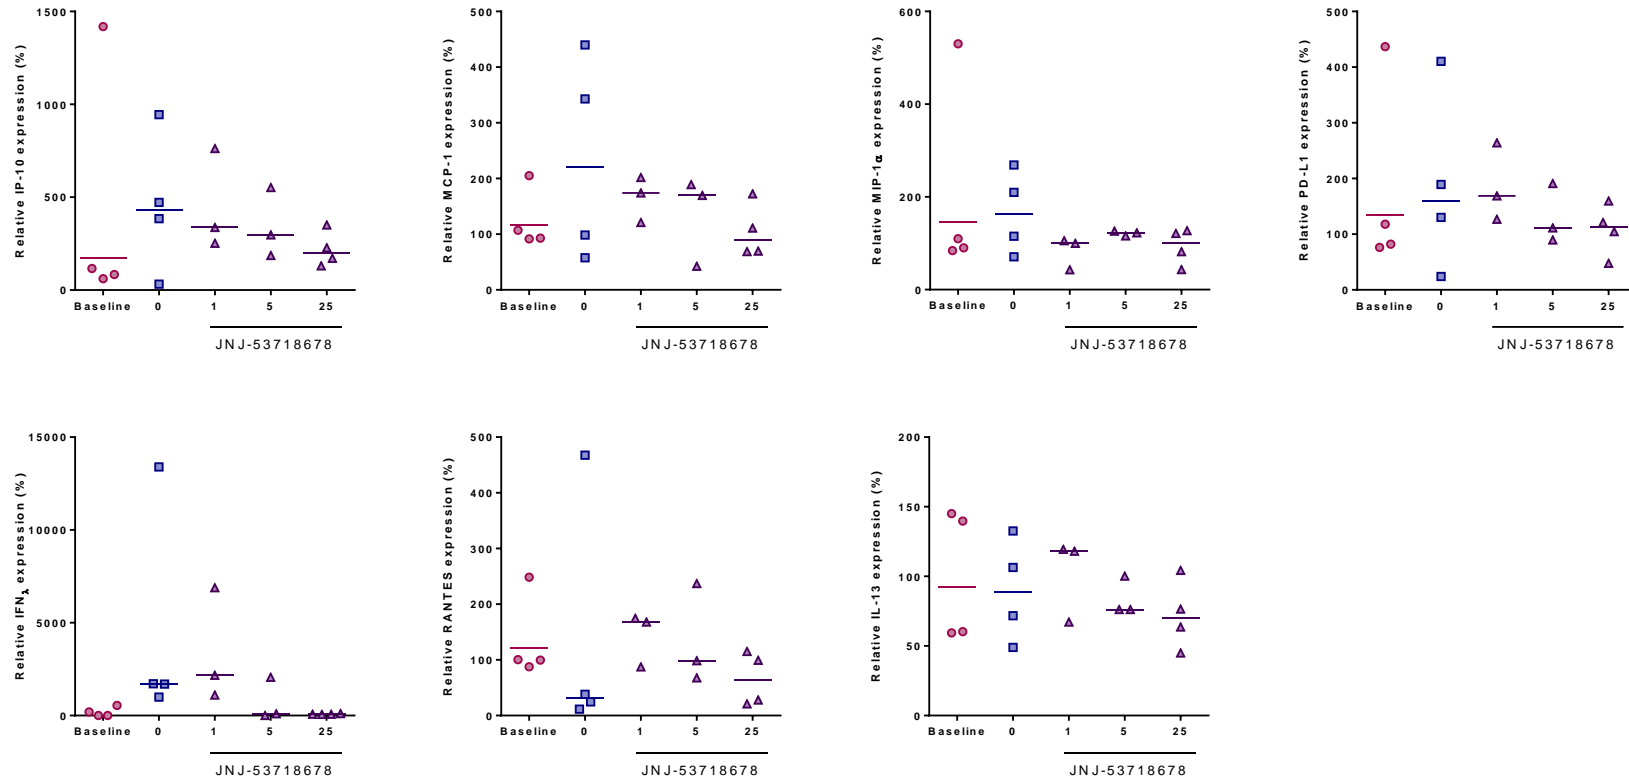 Relative IP-10 expression (%)
1500
1000
500
0
Baseline 0 1 5 25
JNJ-53718678
Relative MCP-1 expression (%)
500
400
300
200
100
0
Baseline 0 1 5 25
JNJ-53718678
Relative MIP-1α expression (%)
600
400
200
0
Baseline 0 1 5 25
JNJ-53718678
Relative PD-L1 expression (%)
500
400
300
200
100
0
Baseline 0 1 5 25
JNJ-53718678
Relative IFNλ expression (%)
15000
10000
5000
0
Baseline 0 1 5 25
JNJ-53718678
Relative RANTES expression (%)
500
400
300
200
100
0
Baseline 0 1 5 25
JNJ-53718678
Relative IL-13 expression (%)
200
150
100
50
0
Baseline 0 1 5 25
JNJ-53718678